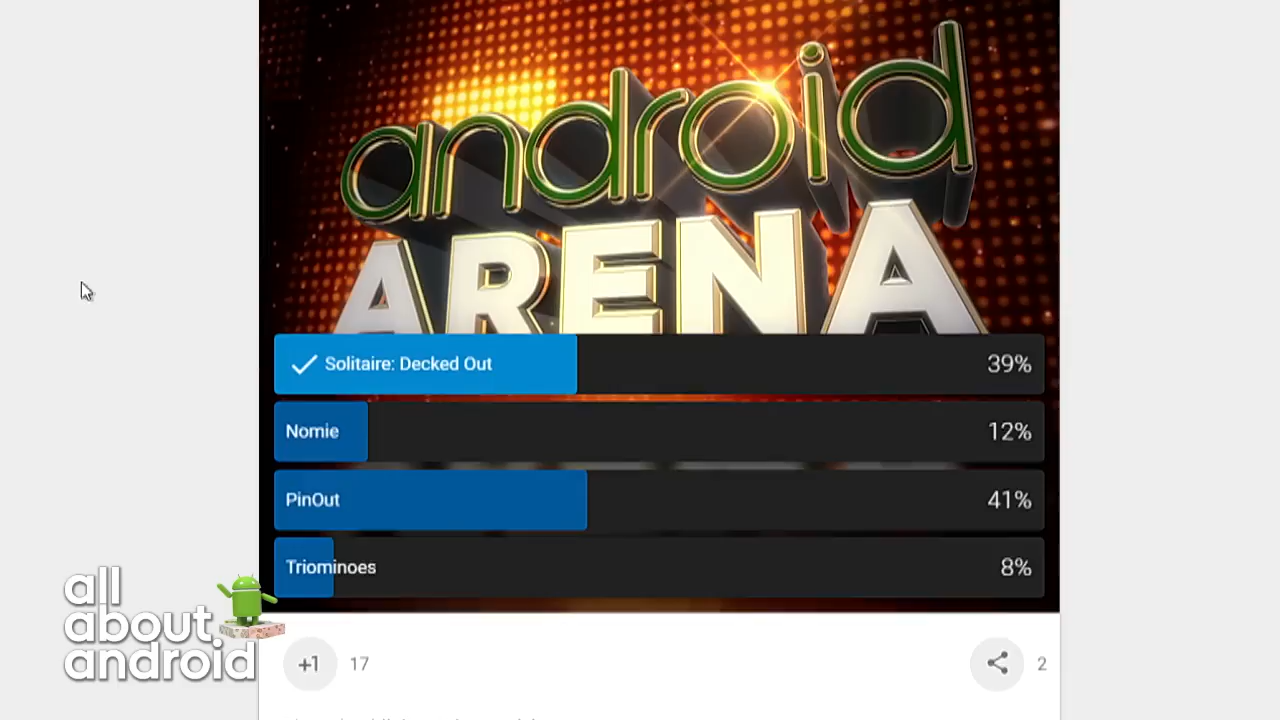 android
ARENA
Solitaire: Decked Out 39%
Nomie 12%
PinOut 41%
Triominoes 8%
all
about
android
+1 17 2